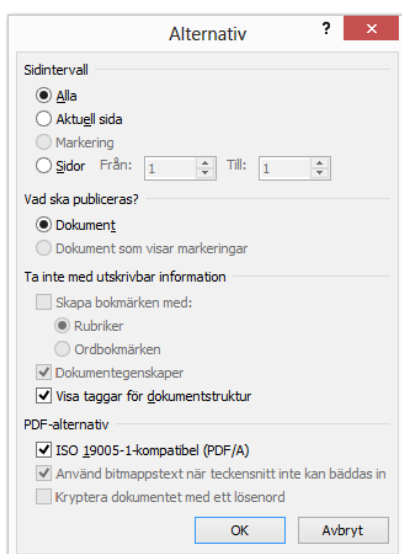 Alternativ
Sidintervall
Alla
Aktuell sida
Markering
Sidor Från: 1 Till: 1
Vad ska publiceras?
Dokument
Dokument som visar markeringar
Ta inte med utskrivbar information
Skapa bokmärken med:
Rubriker
Ordbokmärken
Dokumentegenskaper
Visa taggar för dokumentstruktur
PDF-alternativ
ISO 19005-1-kompatibel (PDF/A)
Använd bitmappstext när teckensnitt inte kan bäddas in
Kryptera dokumentet med ett lösenord
OK Avbryt